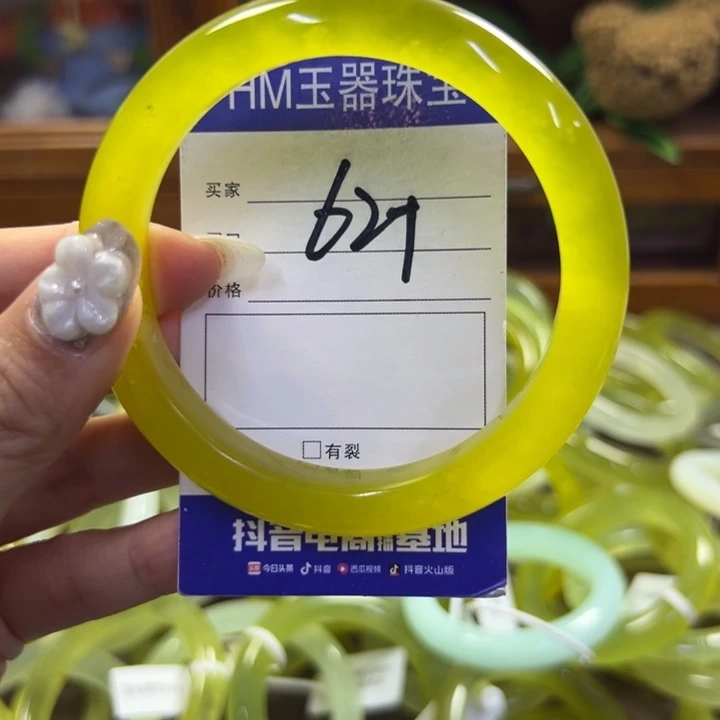 HM玉器珠宝
买家
621
价格
有裂
抖音电商直播基地
今日头条 抖音 西瓜视频 抖音火山版